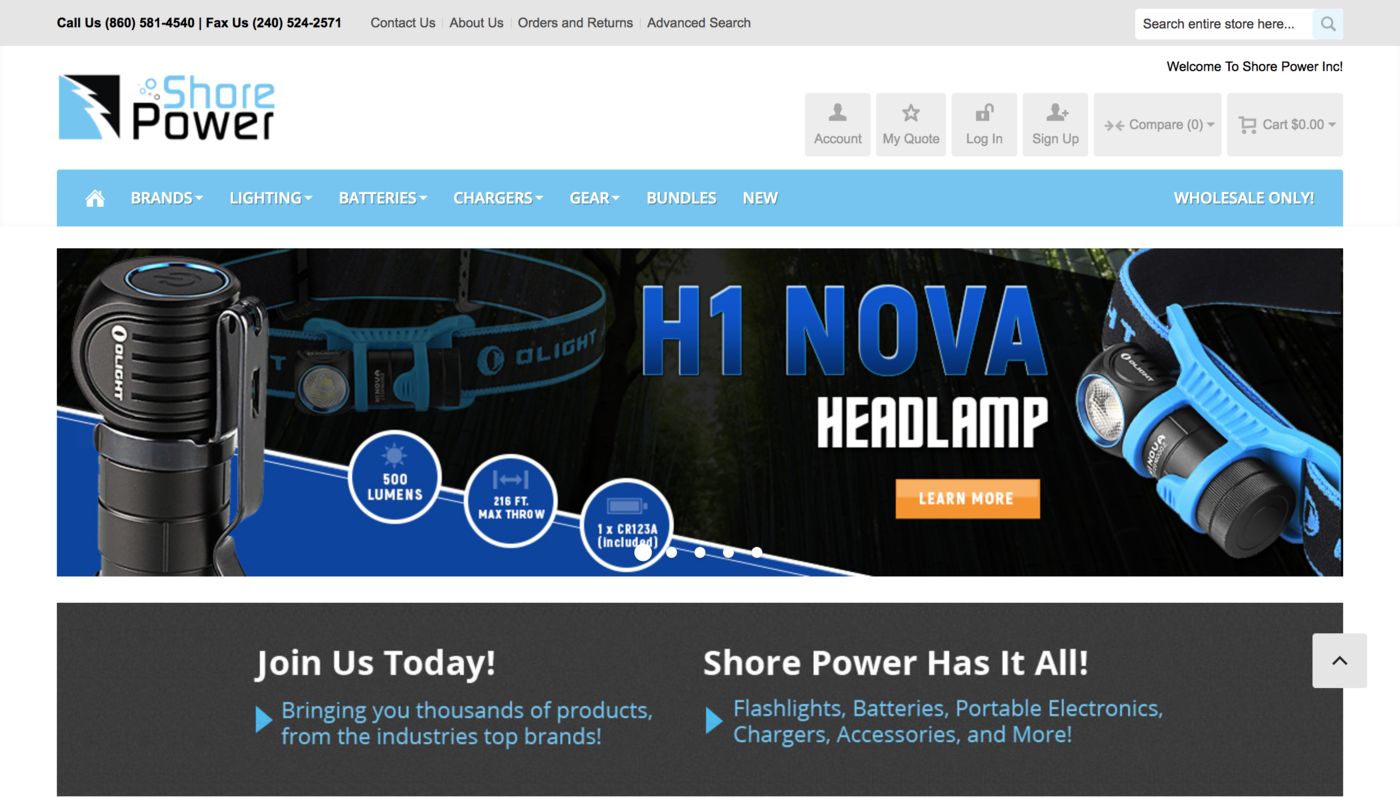 Call Us (860) 581-4540 | Fax Us (240) 524-2571
Contact Us
About Us
Orders and Returns
Advanced Search
Search entire store here...
Welcome To Shore Power Inc!
Shore
Power
Account
My Quote
Log In
Sign Up
Compare (0)
Cart $0.00
BRANDS
LIGHTING
BATTERIES
CHARGERS
GEAR
BUNDLES
NEW
WHOLESALE ONLY!
OLIGHT
OLIGHT
H1 NOVA
HEADLAMP
500
LUMENS
216 FT.
MAX THROW
1 x CR123A
(included)
LEARN MORE
OLIGHT
NOVA
Join Us Today!
Bringing you thousands of products,
from the industries top brands!
Shore Power Has It All!
Flashlights, Batteries, Portable Electronics,
Chargers, Accessories, and More!